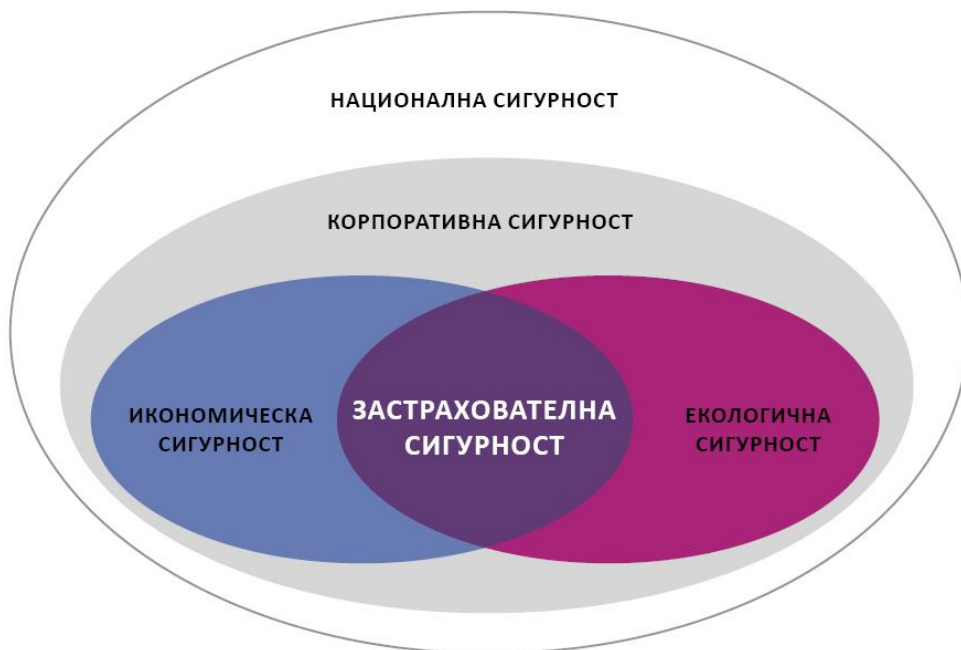 НАЦИОНАЛНА СИГУРНОСТ
КОРПОРАТИВНА СИГУРНОСТ
ИКОНОМИЧЕСКА
СИГУРНОСТ
ЗАСТРАХОВАТЕЛНА
СИГУРНОСТ
ЕКОЛОГИЧНА
СИГУРНОСТ